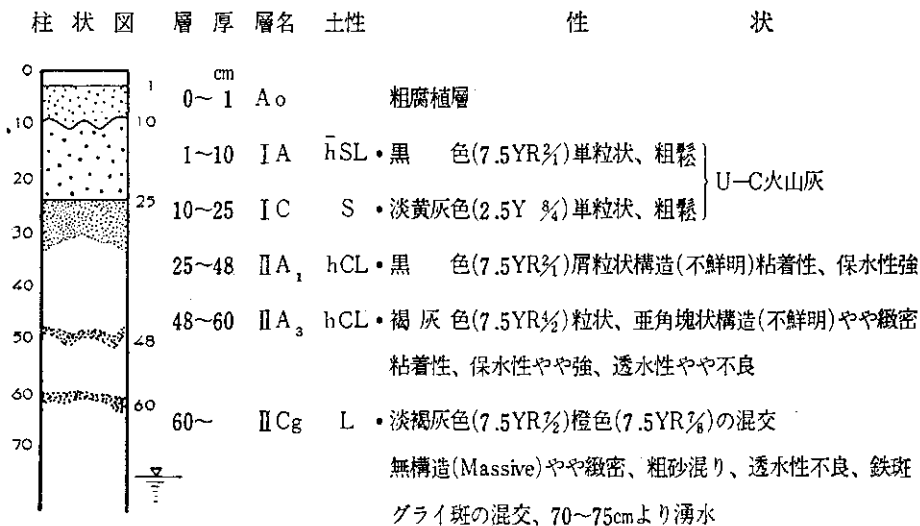 柱状図 層厚 層名 土性 性状
cm
0 1 0~1 Ao 粗腐植層
10 10 1~10 ⅠA h̄SL・黒色(7.5YR2/1)単粒状、粗鬆
U-C火山灰
20 25 10~25 ⅠC S・淡黄灰色(2.5Y 8/4)単粒状、粗鬆
30 25~48 ⅡA₁ hCL・黒色(7.5YR2/1)屑粒状構造(不鮮明)粘着性、保水性強
40 48~60 ⅡA₃ hCL・褐灰色(7.5YR4/2)粒状、亜角塊状構造(不鮮明)やや緻密
50 48 粘着性、保水性やや強、透水性やや不良
60 60 60~ ⅡCg L・淡褐灰色(7.5YR7/2)橙色(7.5YR7/8)の混交
70 無構造(Massive)やや緻密、粗砂混り、透水性不良、鉄斑
グライ斑の混交、70~75cmより湧水